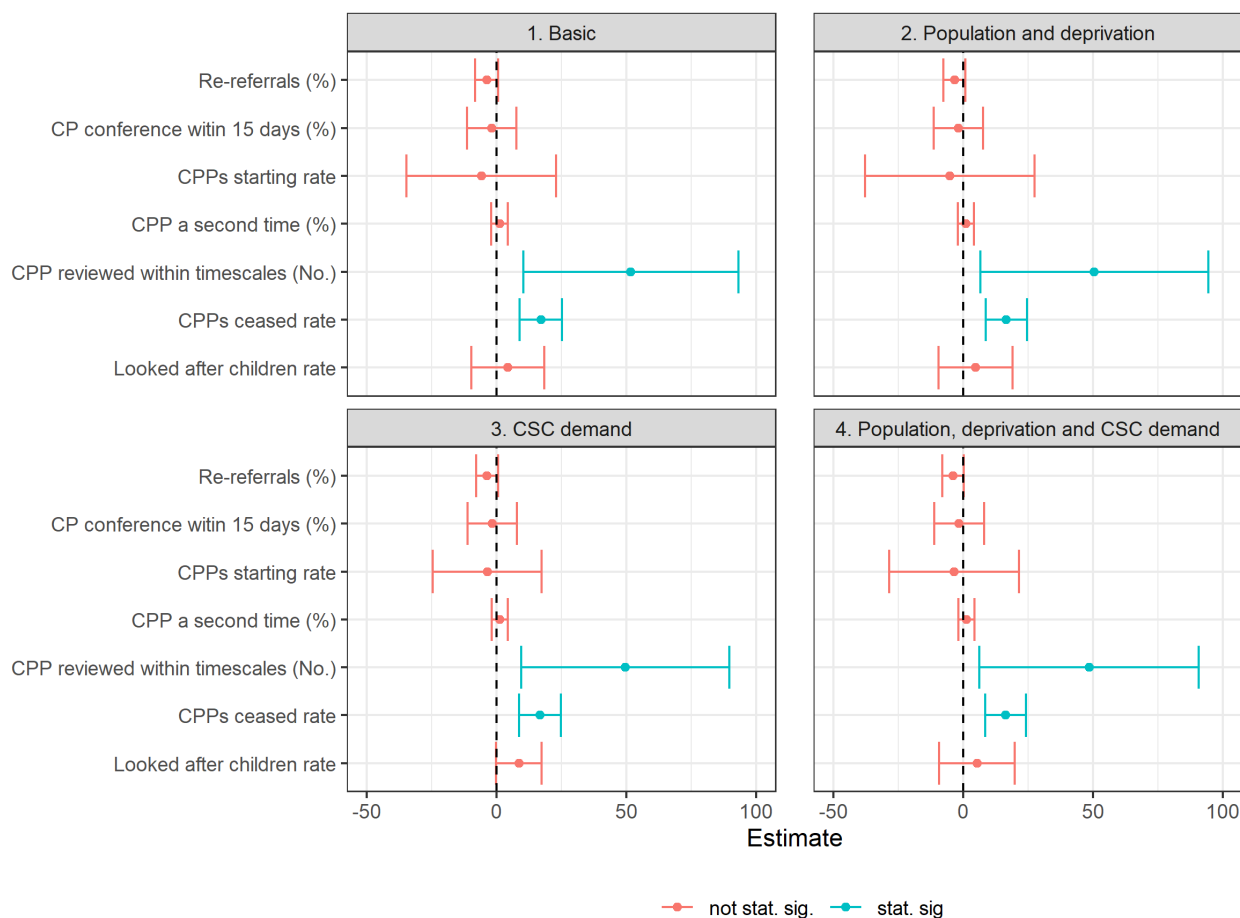 1. Basic
2. Population and deprivation
Re-referrals (%)
CP conference witin 15 days (%)
CPPs starting rate
CPP a second time (%)
CPP reviewed within timescales (No.)
CPPs ceased rate
Looked after children rate
3. CSC demand
4. Population, deprivation and CSC demand
Re-referrals (%)
CP conference witin 15 days (%)
CPPs starting rate
CPP a second time (%)
CPP reviewed within timescales (No.)
CPPs ceased rate
Looked after children rate
-50 0 50 100 -50 0 50 100
Estimate
not stat. sig. stat. sig